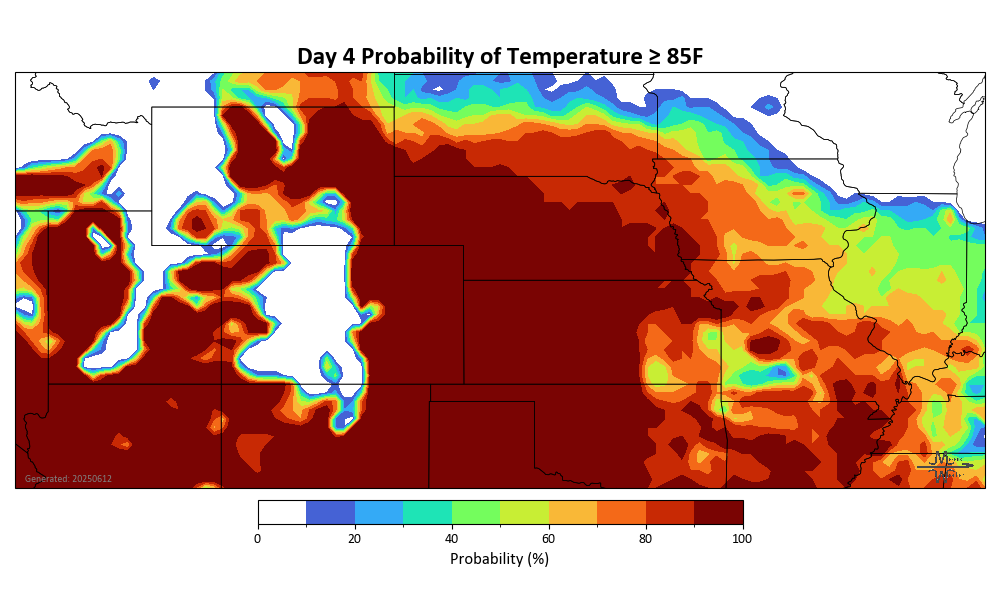 Day 4 Probability of Temperature ≥ 85F
Generated: 20250612
0 20 40 60 80 100
Probability (%)